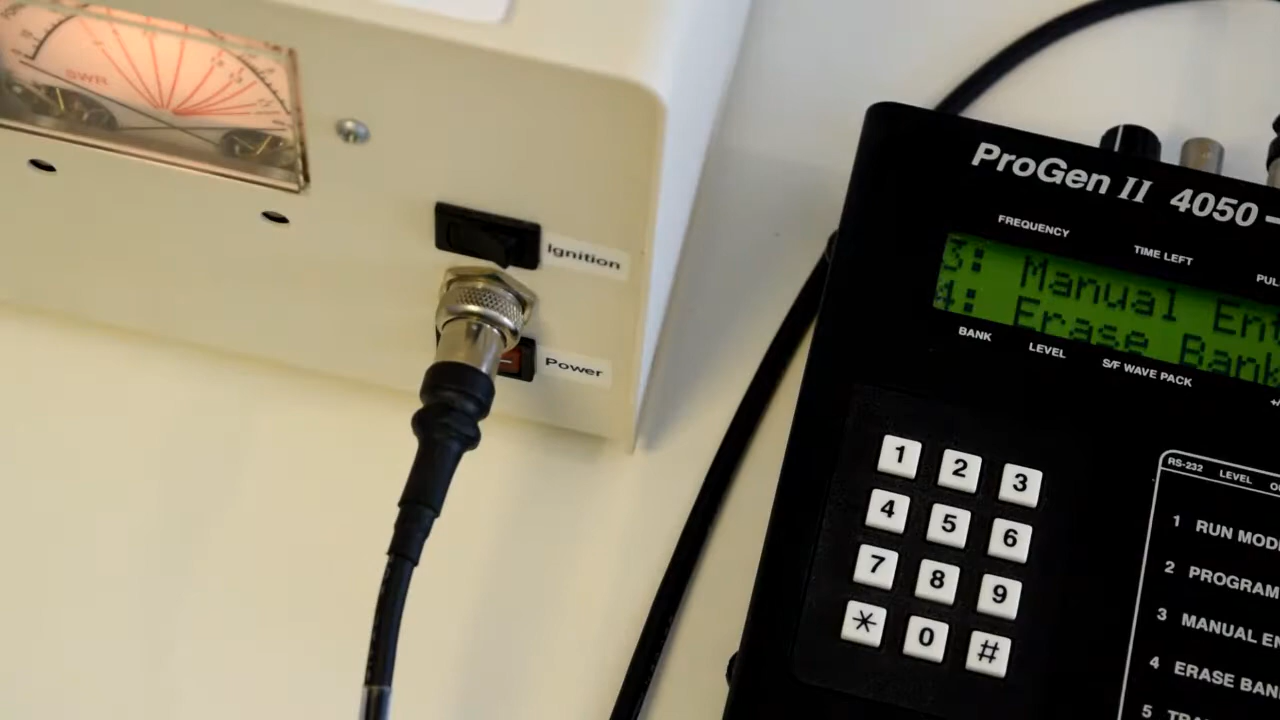 SWR
Ignition
Power
ProGen II 4050
FREQUENCY
TIME LEFT
PUL
3: Manual Ent
4: Erase Bank
BANK
LEVEL
S/F WAVE PACK
+/
1 2 3
4 5 6
7 8 9
* 0 #
RS-232 LEVEL
1 RUN MOD
2 PROGRAM
3 MANUAL EN
4 ERASE BAN
5 TRA